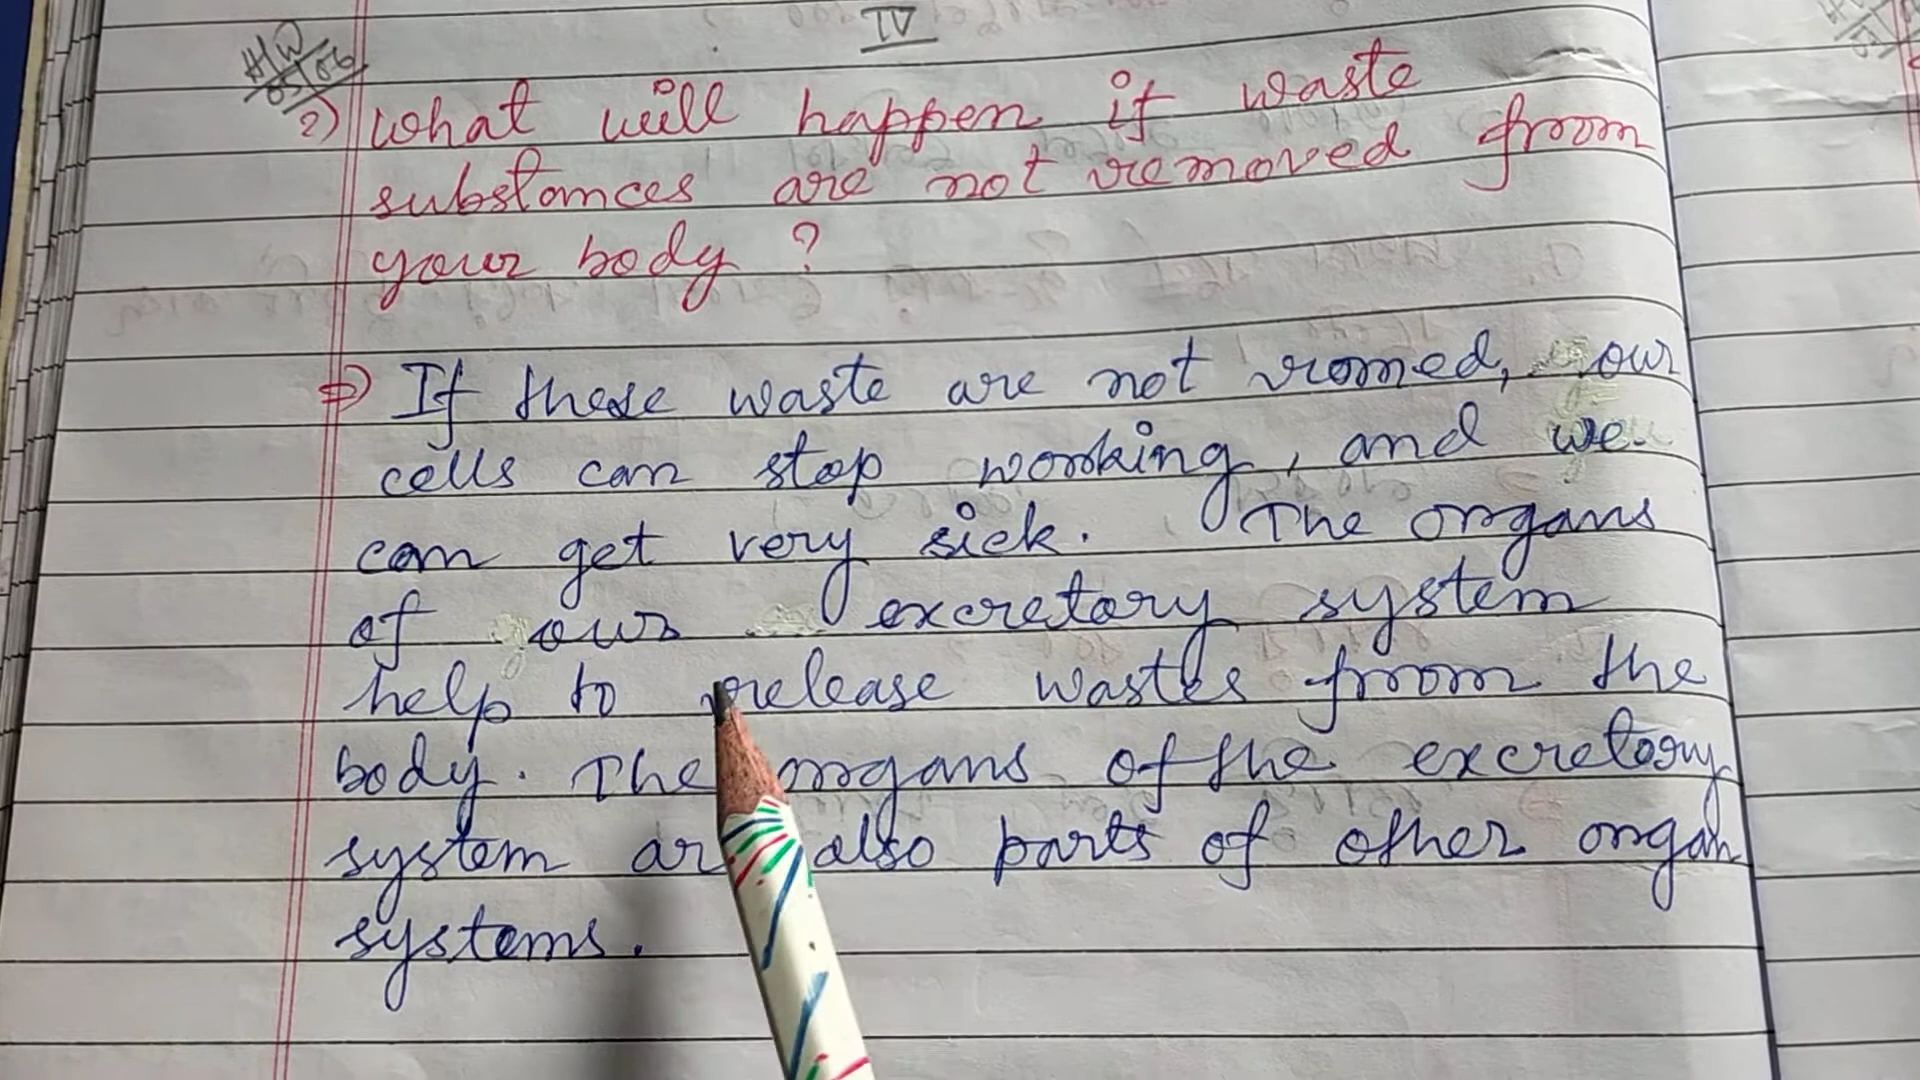 IV
H/W
05/06
2) What will happen if waste
substances are not removed from
your body ?
⇒ If these waste are not romed, our
cells can stop working, and we
can get very sick. The organs
of our excretory system
help to release wastes from the
body. The organs of the excretory
system ar also parts of other organ
systems.